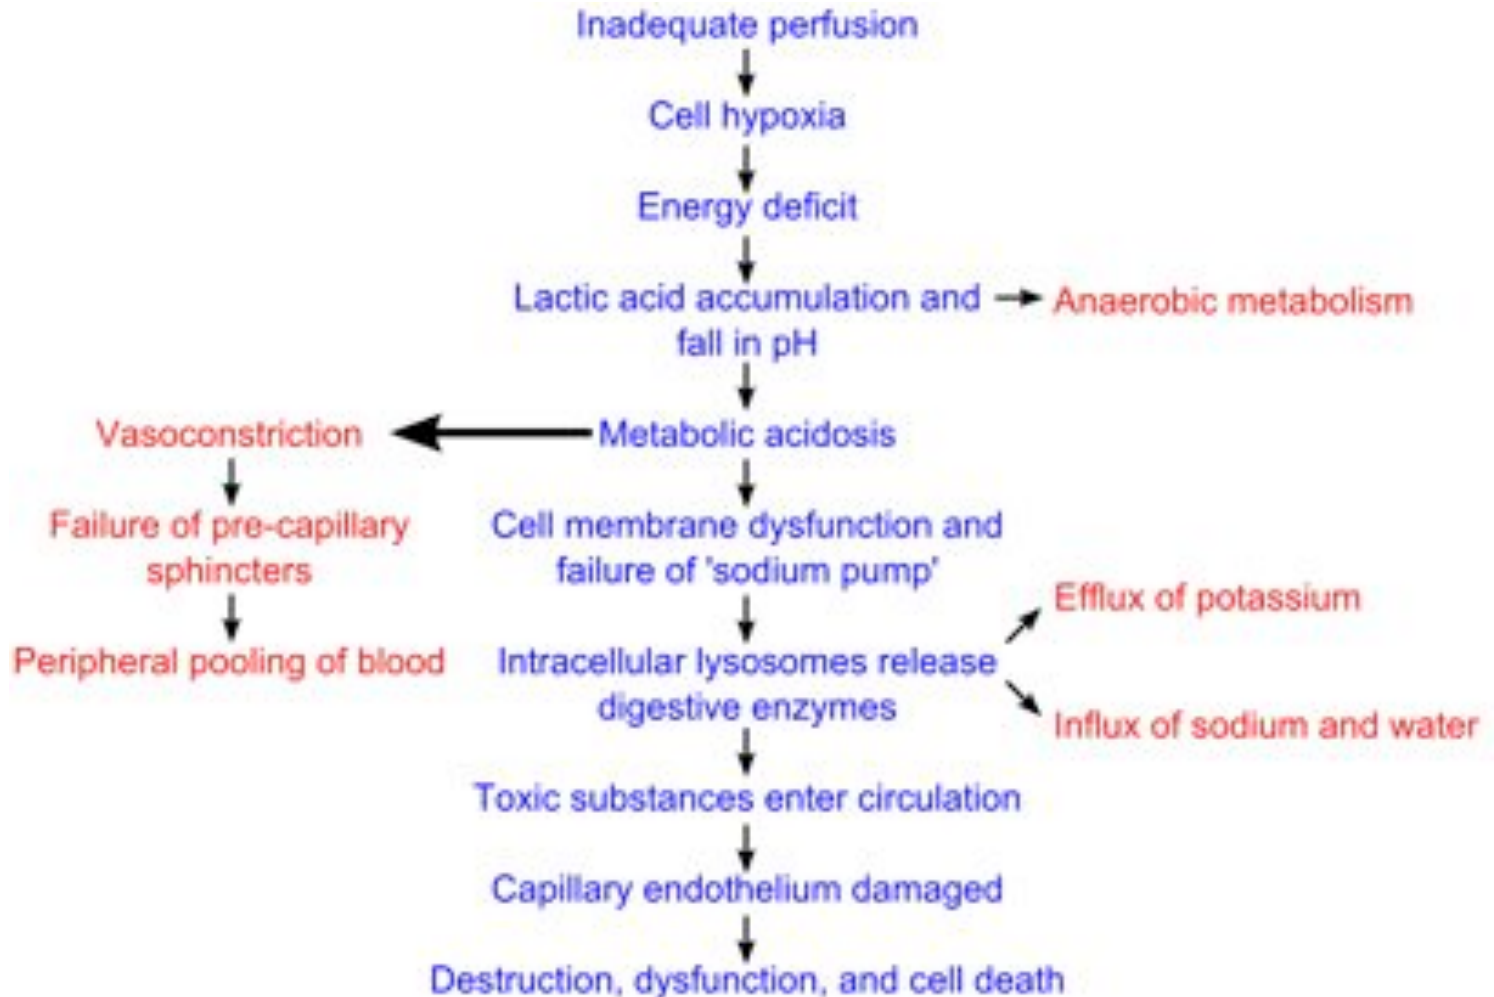 Inadequate perfusion
Cell hypoxia
Energy deficit
Lactic acid accumulation and
fall in pH
Anaerobic metabolism
Metabolic acidosis
Vasoconstriction
Failure of pre-capillary
sphincters
Peripheral pooling of blood
Cell membrane dysfunction and
failure of 'sodium pump'
Intracellular lysosomes release
digestive enzymes
Efflux of potassium
Influx of sodium and water
Toxic substances enter circulation
Capillary endothelium damaged
Destruction, dysfunction, and cell death